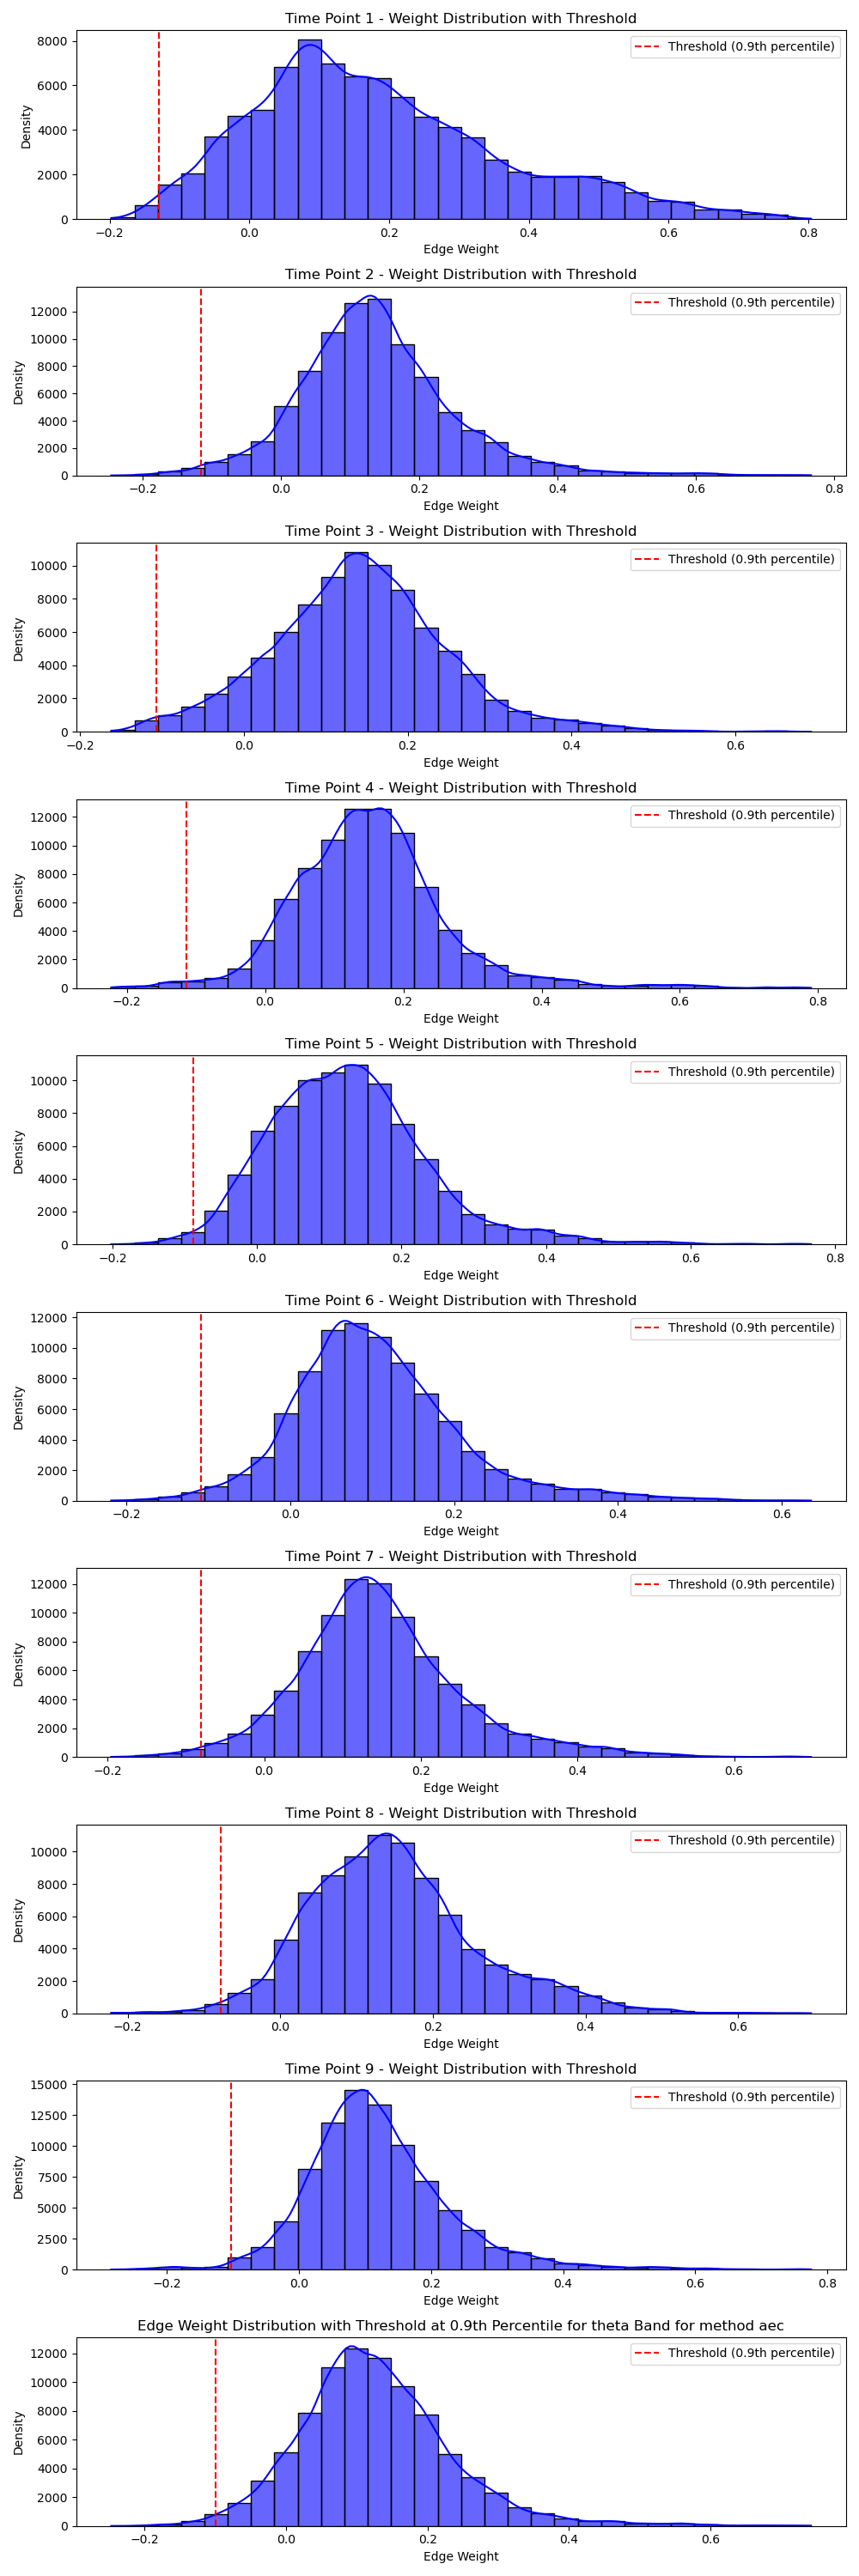 Time Point 1 - Weight Distribution with Threshold
Threshold (0.9th percentile)
Density
8000
6000
4000
2000
0
−0.2 0.0 0.2 0.4 0.6 0.8
Edge Weight
Time Point 2 - Weight Distribution with Threshold
Threshold (0.9th percentile)
Density
12000
10000
8000
6000
4000
2000
0
−0.2 0.0 0.2 0.4 0.6 0.8
Edge Weight
Time Point 3 - Weight Distribution with Threshold
Threshold (0.9th percentile)
Density
10000
8000
6000
4000
2000
0
−0.2 0.0 0.2 0.4 0.6
Edge Weight
Time Point 4 - Weight Distribution with Threshold
Threshold (0.9th percentile)
Density
12000
10000
8000
6000
4000
2000
0
−0.2 0.0 0.2 0.4 0.6 0.8
Edge Weight
Time Point 5 - Weight Distribution with Threshold
Threshold (0.9th percentile)
Density
10000
8000
6000
4000
2000
0
−0.2 0.0 0.2 0.4 0.6 0.8
Edge Weight
Time Point 6 - Weight Distribution with Threshold
Threshold (0.9th percentile)
Density
12000
10000
8000
6000
4000
2000
0
−0.2 0.0 0.2 0.4 0.6
Edge Weight
Time Point 7 - Weight Distribution with Threshold
Threshold (0.9th percentile)
Density
12000
10000
8000
6000
4000
2000
0
−0.2 0.0 0.2 0.4 0.6
Edge Weight
Time Point 8 - Weight Distribution with Threshold
Threshold (0.9th percentile)
Density
10000
8000
6000
4000
2000
0
−0.2 0.0 0.2 0.4 0.6
Edge Weight
Time Point 9 - Weight Distribution with Threshold
Threshold (0.9th percentile)
Density
15000
12500
10000
7500
5000
2500
0
−0.2 0.0 0.2 0.4 0.6 0.8
Edge Weight
Edge Weight Distribution with Threshold at 0.9th Percentile for theta Band for method aec
Threshold (0.9th percentile)
Density
12000
10000
8000
6000
4000
2000
0
−0.2 0.0 0.2 0.4 0.6
Edge Weight